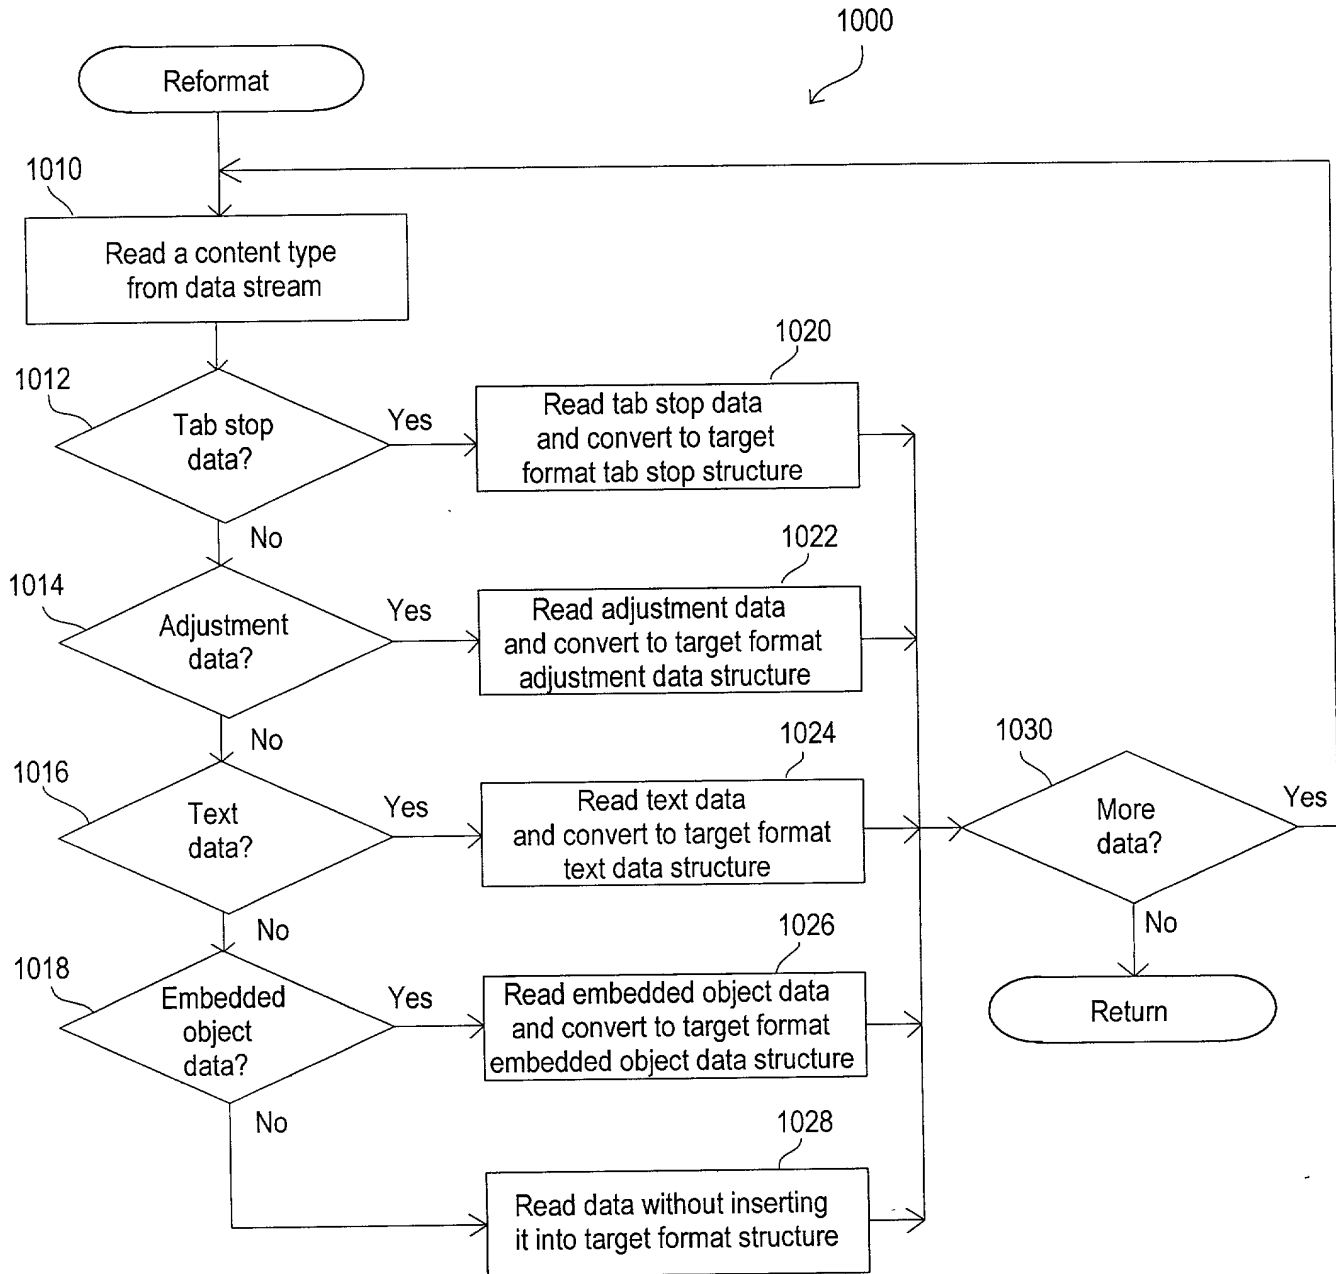 1000
Reformat
1010
Read a content type
from data stream
1012
Tab stop
data?
Yes
No
1020
Read tab stop data
and convert to target
format tab stop structure
1014
Adjustment
data?
Yes
No
1022
Read adjustment data
and convert to target format
adjustment data structure
1016
Text
data?
Yes
No
1024
Read text data
and convert to target format
text data structure
1030
More
data?
Yes
No
Return
1018
Embedded
object
data?
Yes
No
1026
Read embedded object data
and convert to target format
embedded object data structure
1028
Read data without inserting
it into target format structure